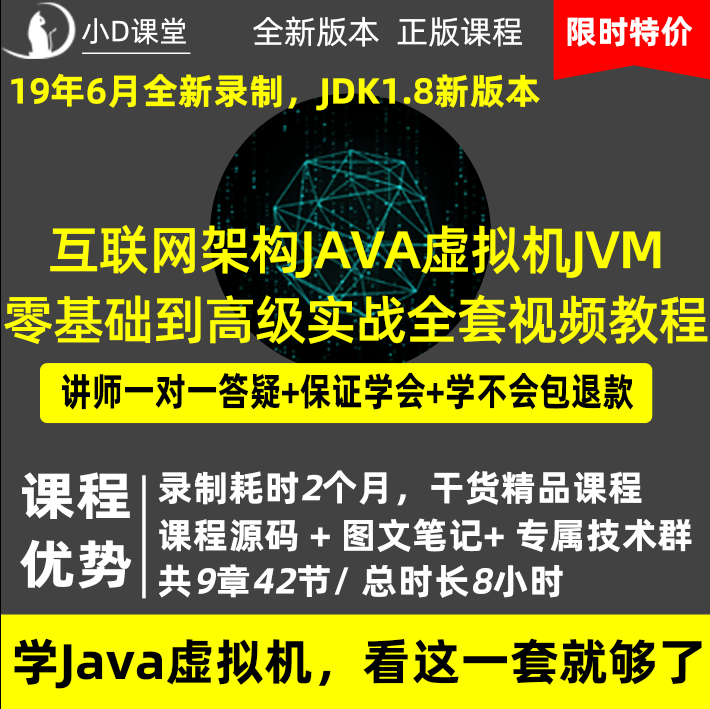 小D课堂 全新版本 正版课程 限时特价
19年6月全新录制，JDK1.8新版本
互联网架构JAVA虚拟机JVM
零基础到高级实战全套视频教程
讲师一对一答疑+保证学会+学不会包退款
课程
优势
录制耗时2个月，干货精品课程
课程源码 + 图文笔记+ 专属技术群
共9章42节/ 总时长8小时
学Java虚拟机，看这一套就够了